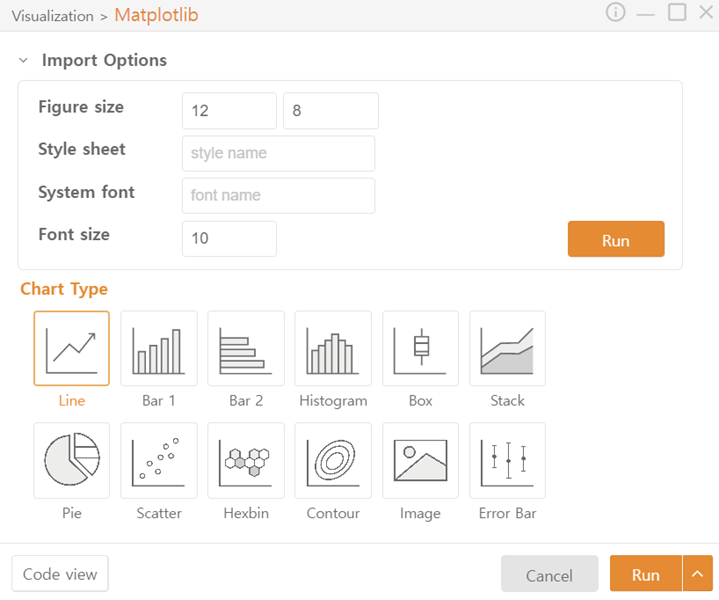 Visualization > Matplotlib
Import Options
Figure size 12 8
Style sheet style name
System font font name
Font size 10
Run
Chart Type
Line Bar 1 Bar 2 Histogram Box Stack
Pie Scatter Hexbin Contour Image Error Bar
Code view Cancel Run